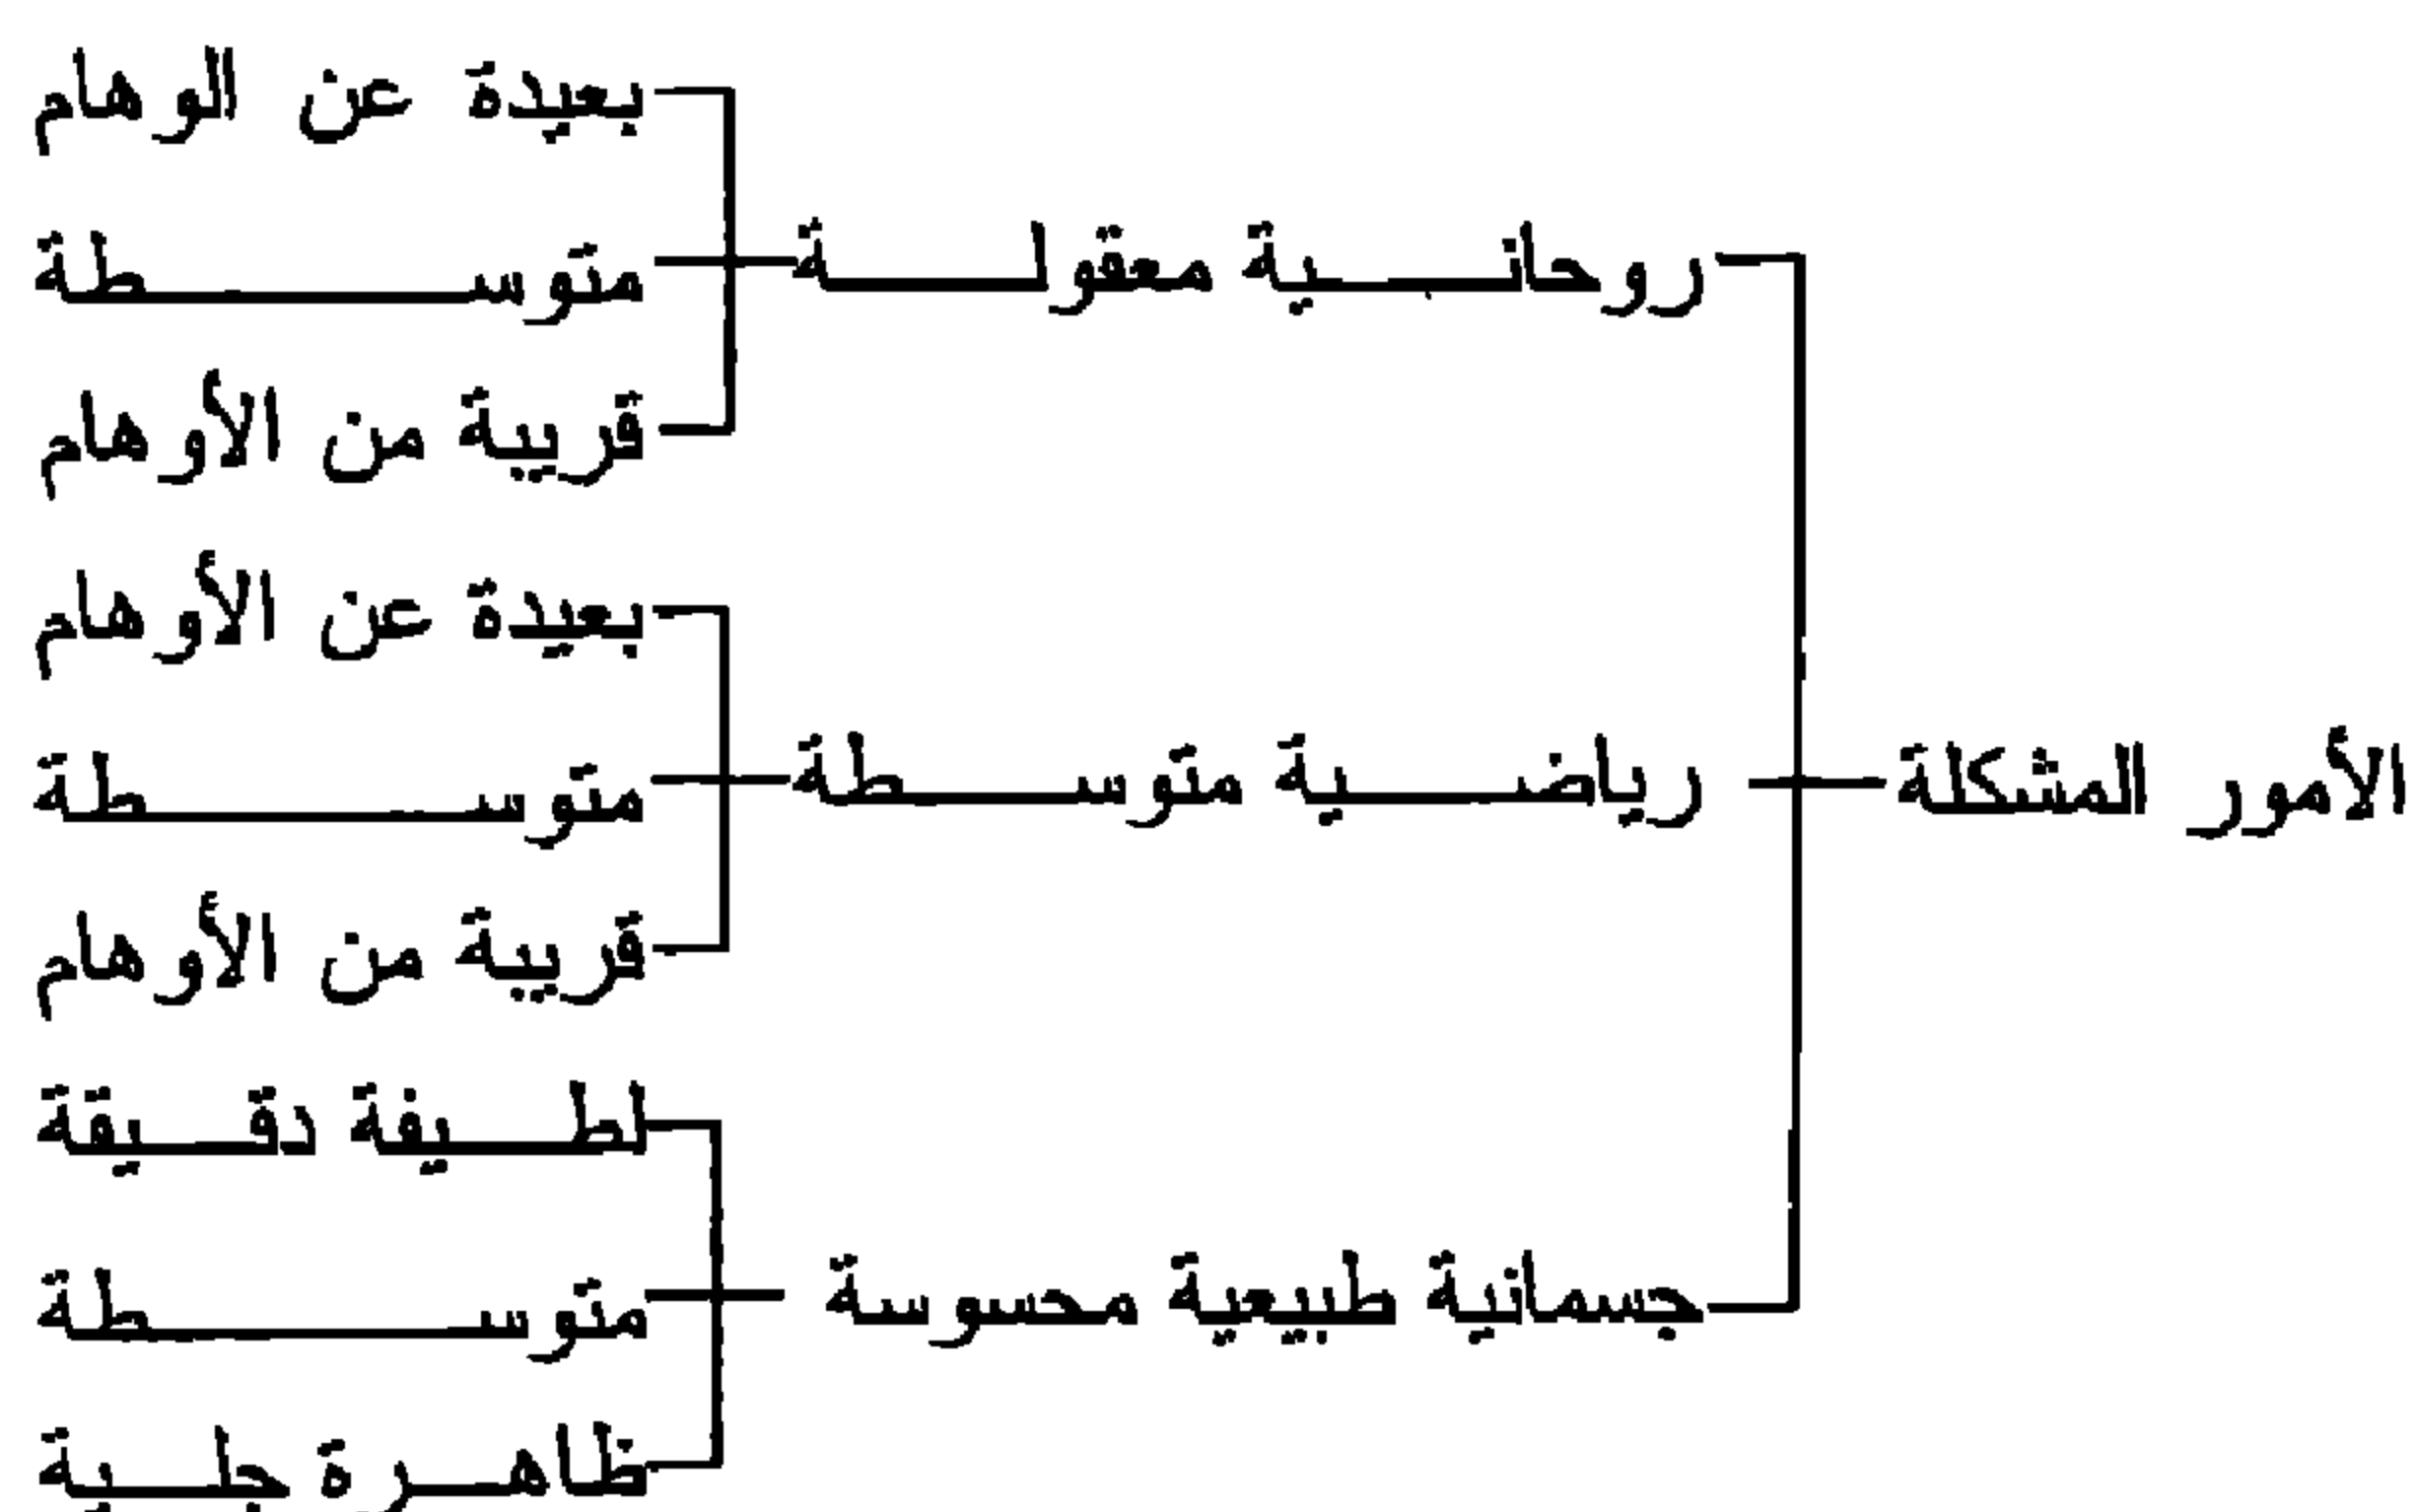 الأمور المشكلة
روحانية معقولة
بعيدة عن الوهام
متوسطة
قريبة من الأوهام
رياضية متوسطة
بعيدة عن الأوهام
متوسطة
قريبة من الأوهام
جسمانية طبيعية محسوسة
لطيفة دقيقة
متوسطة
ظاهرة جلية